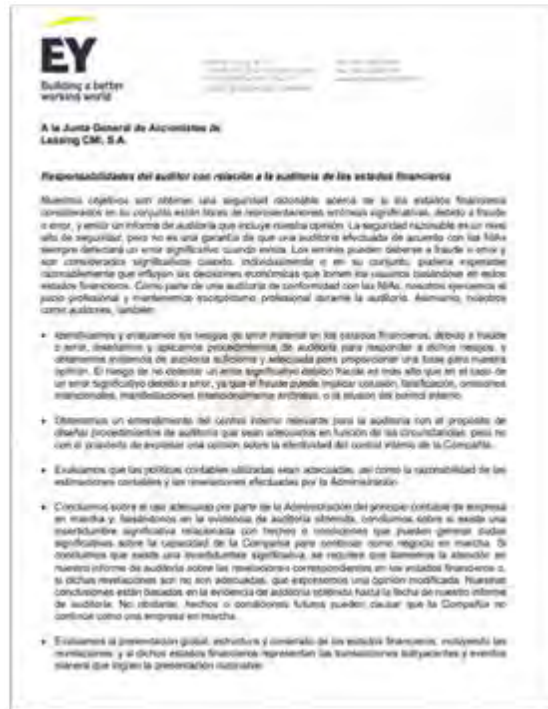 EY
Building a better
working world
A la Junta General de Accionistas de
Leasing CMI, S.A.
Responsabilidades del auditor con relación a la auditoría de los estados financieros
Nuestros objetivos son obtener una seguridad razonable acerca de si los estados financieros
considerados en su conjunto están libres de representaciones erróneas significativas, debido a fraude
o error, y emitir un informe de auditoría que incluye nuestra opinión. La seguridad razonable es un nivel
alto de seguridad, pero no es una garantía de que una auditoría efectuada de acuerdo con las NIAs
siempre detectará un error significativo cuando exista. Los errores pueden deberse a fraude o error y
son considerados significativos cuando, individualmente o en su conjunto, pudiera esperarse
razonablemente que influyan las decisiones económicas que tomen los usuarios basándose en estos
estados financieros. Como parte de una auditoría de conformidad con las NIAs, nosotros ejercemos el
juicio profesional y mantenemos escepticismo profesional durante la auditoría. Asimismo, nosotros
como auditores, también:
• Identificamos y evaluamos los riesgos de error material en los estados financieros, debido a fraude
o error, diseñamos y aplicamos procedimientos de auditoría para responder a dichos riesgos, y
obtenemos evidencia de auditoría suficiente y adecuada para proporcionar una base para nuestra
opinión. El riesgo de no detectar un error significativo debido fraude es más alto que en el caso de
un error significativo debido a error, ya que el fraude puede implicar colusión, falsificación, omisiones
intencionales, manifestaciones intencionalmente erróneas, o la elusión del control interno.
• Obtenemos un entendimiento del control interno relevante para la auditoría con el propósito de
diseñar procedimientos de auditoría que sean adecuados en función de las circunstancias, pero no
con el propósito de expresar una opinión sobre la efectividad del control interno de la Compañía.
• Evaluamos que las políticas contables utilizadas sean adecuadas, así como la razonabilidad de las
estimaciones contables y las revelaciones efectuadas por la Administración.
• Concluimos sobre el uso adecuado por parte de la Administración del principio contable de empresa
en marcha y, basándonos en la evidencia de auditoría obtenida, concluimos sobre si existe una
incertidumbre significativa relacionada con hechos o condiciones que pueden generar dudas
significativas sobre la capacidad de la Compañía para continuar como negocio en marcha. Si
concluimos que existe una incertidumbre significativa, se requiere que llamemos la atención en
nuestro informe de auditoría sobre las revelaciones correspondientes en los estados financieros o,
si dichas revelaciones son no son adecuadas, que expresemos una opinión modificada. Nuestras
conclusiones están basadas en la evidencia de auditoría obtenida hasta la fecha de nuestro informe
de auditoría. No obstante, hechos o condiciones futuros pueden causar que la Compañía no
continúe como una empresa en marcha.
• Evaluamos la presentación global, estructura y contenido de los estados financieros, incluyendo las
revelaciones, y si dichos estados financieros representan las transacciones subyacentes y eventos
manera que logren la presentación razonable.